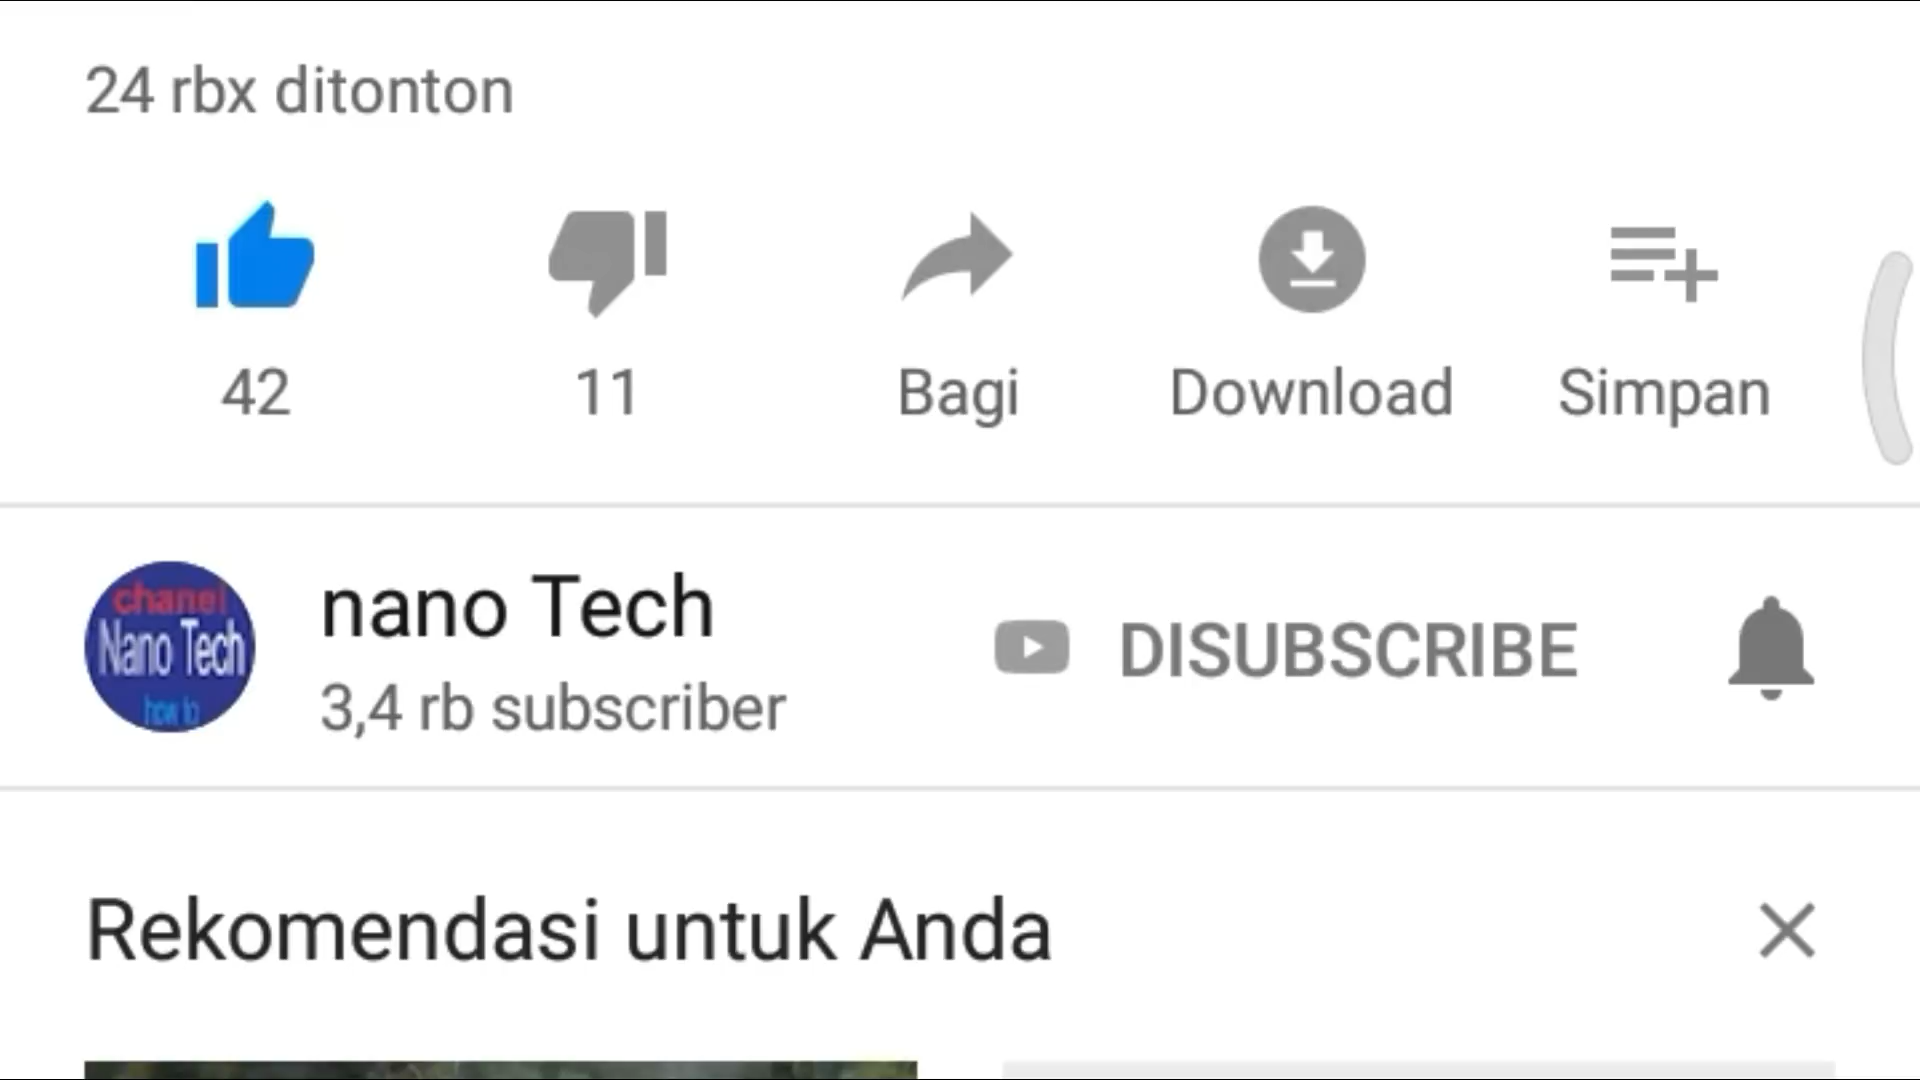 24 rbx ditonton
42
11
Bagi
Download
Simpan
chanel
Nano Tech
how to
nano Tech
3,4 rb subscriber
DISUBSCRIBE
Rekomendasi untuk Anda